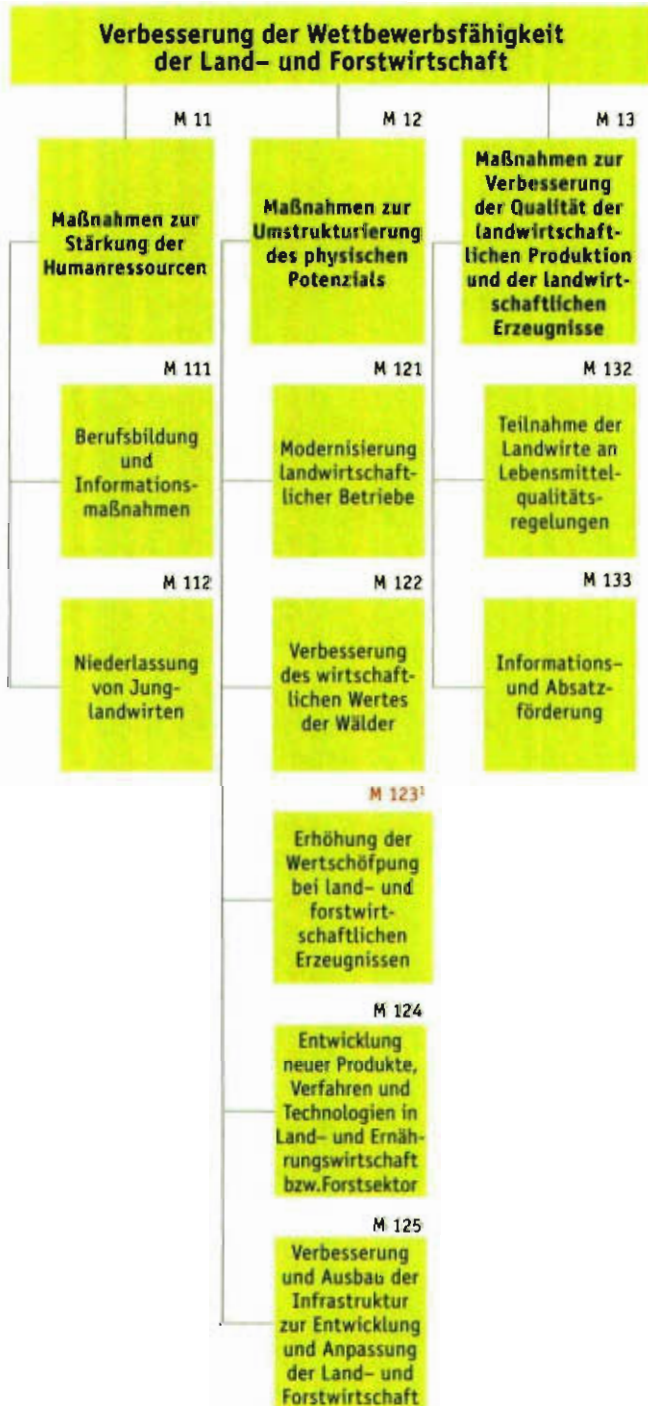 Verbesserung der Wettbewerbsfähigkeit
der Land- und Forstwirtschaft
M 11
Maßnahmen zur
Stärkung der
Humanressourcen
M 12
Maßnahmen zur
Umstrukturierung
des physischen
Potenzials
M 13
Maßnahmen zur
Verbesserung
der Qualität der
landwirtschaft-
lichen Produktion
und der landwirt-
schaftlichen
Erzeugnisse
M 111
Berufsbildung
und
Informations-
maßnahmen
M 121
Modernisierung
landwirtschaft-
licher Betriebe
M 132
Teilnahme der
Landwirte an
Lebensmittel-
qualitäts-
regelungen
M 112
Niederlassung
von Jung-
landwirten
M 122
Verbesserung
des wirtschaft-
lichen Wertes
der Wälder
M 133
Informations-
und Absatz-
förderung
M 123¹
Erhöhung der
Wertschöfpung
bei land- und
forstwirt-
schaftlichen
Erzeugnissen
M 124
Entwicklung
neuer Produkte,
Verfahren und
Technologien in
Land- und Ernäh-
rungswirtschaft
bzw.Forstsektor
M 125
Verbesserung
und Ausbau der
Infrastruktur
zur Entwicklung
und Anpassung
der Land- und
Forstwirtschaft